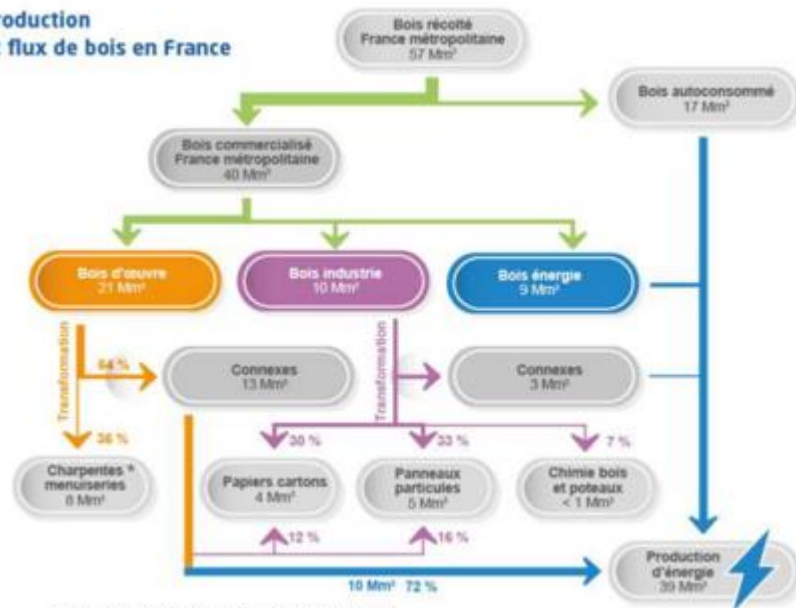 roduction
flux de bois en France
Bois récolté
France métropolitaine
57 Mm³
Bois autoconsommé
17 Mm³
Bois commercialisé
France métropolitaine
40 Mm³
Bois d'œuvre
21 Mm³
Bois industrie
10 Mm³
Bois énergie
9 Mm³
Transformation
64 %
Connexes
13 Mm³
Transformation
Connexes
3 Mm³
36 %
30 %
33 %
7 %
Charpentes *
menuiseries
8 Mm³
Papiers cartons
4 Mm³
Panneaux
particules
5 Mm³
Chimie bois
et poteaux
< 1 Mm³
12 %
16 %
Production
d'énergie
39 Mm³
10 Mm³ 72 %